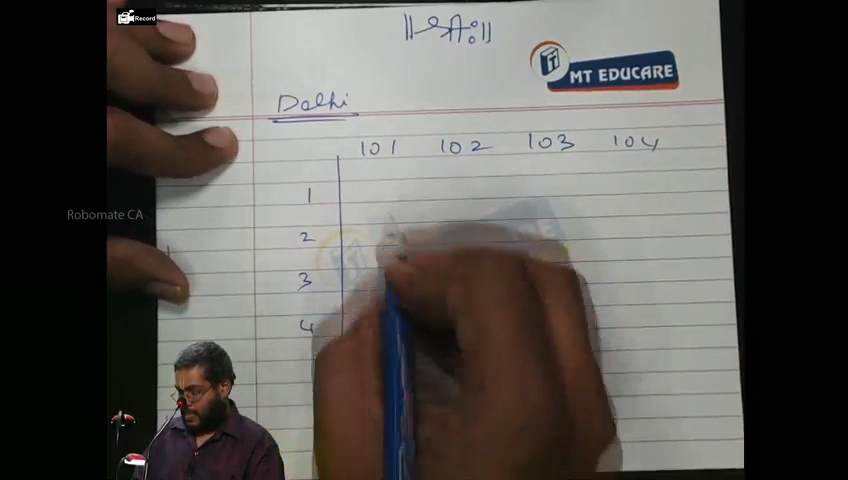 Record
॥श्रीः॥
MT EDUCARE
Delhi
101 102 103 104
1
Robomate CA
2
3
4